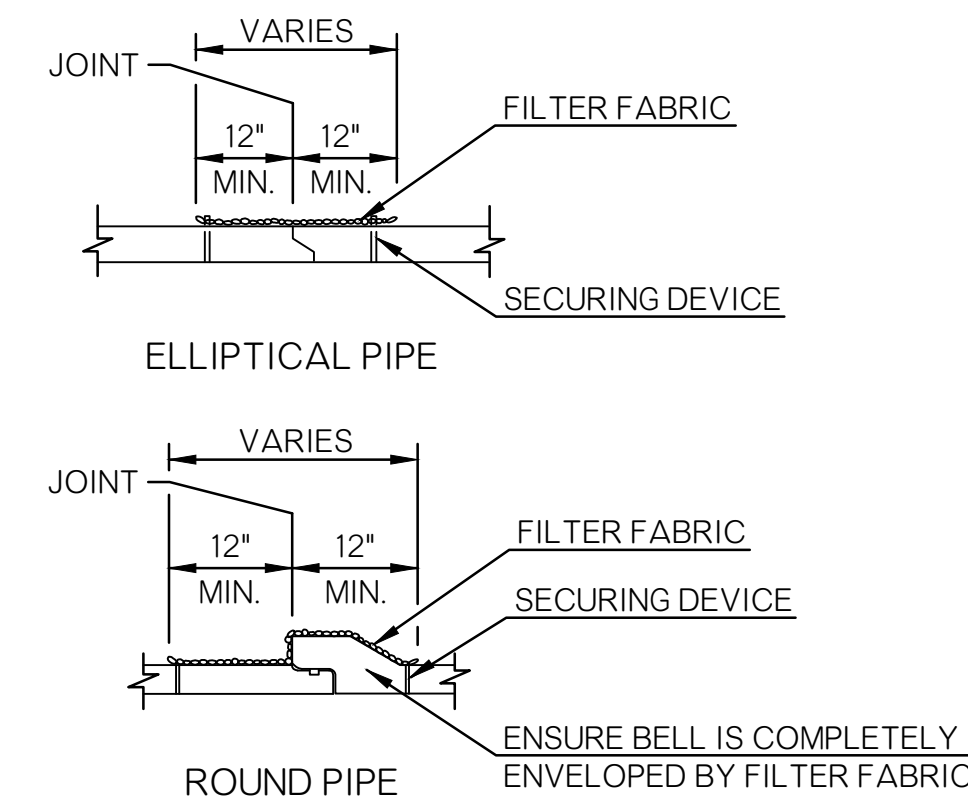 VARIES
JOINT
FILTER FABRIC
12" 12"
MIN. MIN.
SECURING DEVICE
ELLIPTICAL PIPE
VARIES
JOINT
FILTER FABRIC
12" 12"
MIN. MIN.
SECURING DEVICE
ENSURE BELL IS COMPLETELY
ENVELOPED BY FILTER FABRIC
ROUND PIPE